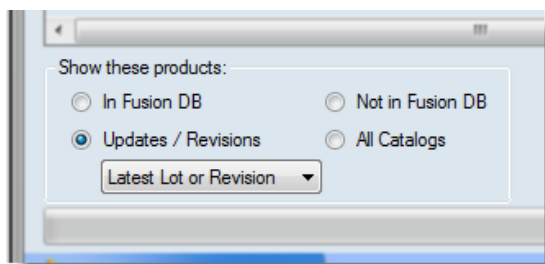 Show these products:
In Fusion DB
Not in Fusion DB
Updates / Revisions
All Catalogs
Latest Lot or Revision